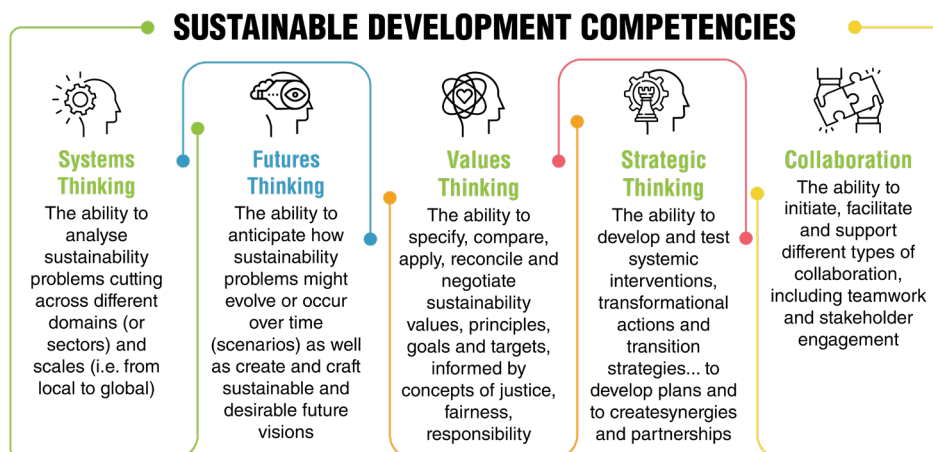 SUSTAINABLE DEVELOPMENT COMPETENCIES
Systems
Thinking
The ability to
analyse
sustainability
problems cutting
across different
domains (or
sectors) and
scales (i.e. from
local to global)
Futures
Thinking
The ability to
anticipate how
sustainability
problems might
evolve or occur
over time
(scenarios) as well
as create and craft
sustainable and
desirable future
visions
Values
Thinking
The ability to
specify, compare,
apply, reconcile and
negotiate
sustainability
values, principles,
goals and targets,
informed by
concepts of justice,
fairness,
responsibility
Strategic
Thinking
The ability to
develop and test
systemic
interventions,
transformational
actions and
transition
strategies... to
develop plans and
to createsynergies
and partnerships
Collaboration
The ability to
initiate, facilitate
and support
different types of
collaboration,
including teamwork
and stakeholder
engagement